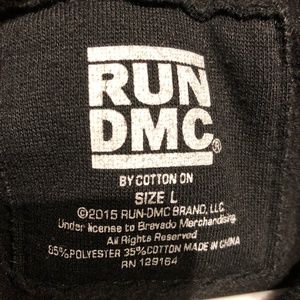 RUN
DMC®
BY COTTON ON
SIZE L
©2015 RUN-DMC BRAND, LLC.
Under license to Bravado Merchandising.
All Rights Reserved
65%POLYESTER 35%COTTON MADE IN CHINA
RN 129164